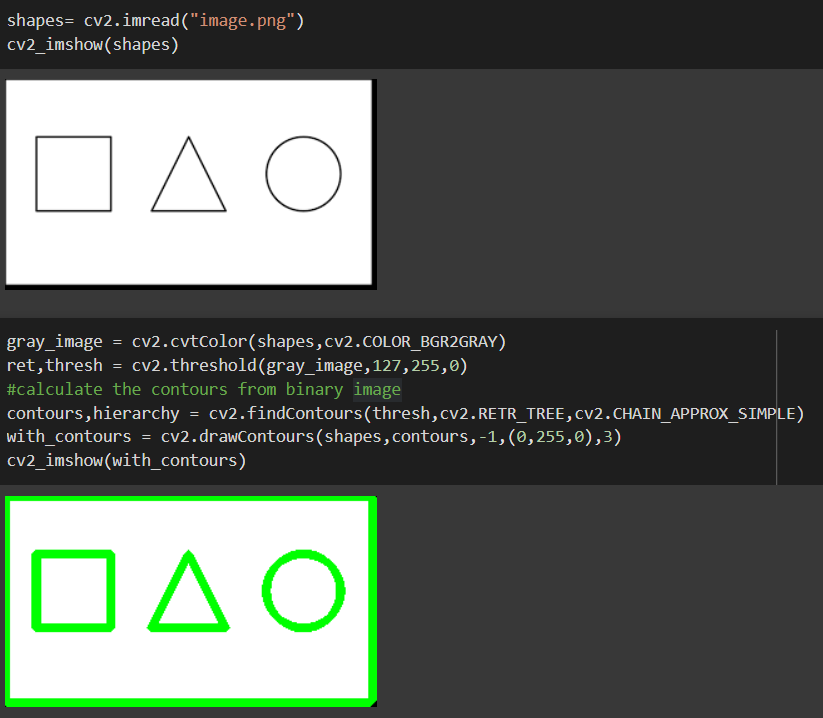 shapes= cv2.imread("image.png")
cv2_imshow(shapes)
gray_image = cv2.cvtColor(shapes,cv2.COLOR_BGR2GRAY)
ret,thresh = cv2.threshold(gray_image,127,255,0)
#calculate the contours from binary image
contours,hierarchy = cv2.findContours(thresh,cv2.RETR_TREE,cv2.CHAIN_APPROX_SIMPLE)
with_contours = cv2.drawContours(shapes,contours,-1,(0,255,0),3)
cv2_imshow(with_contours)